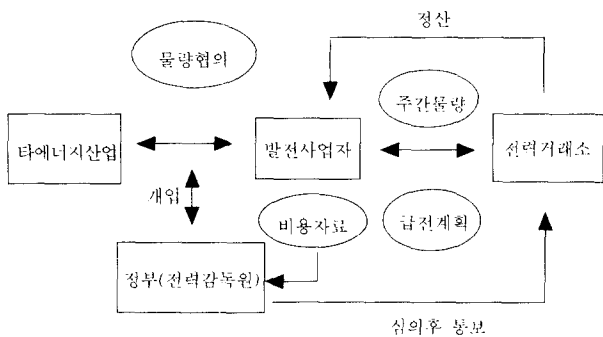 정산
물량협의
주간물량
타에너지산업
발전사업자
전력거래소
개입
비용자료
급전계획
정부(전력감독원)
심의후 통보